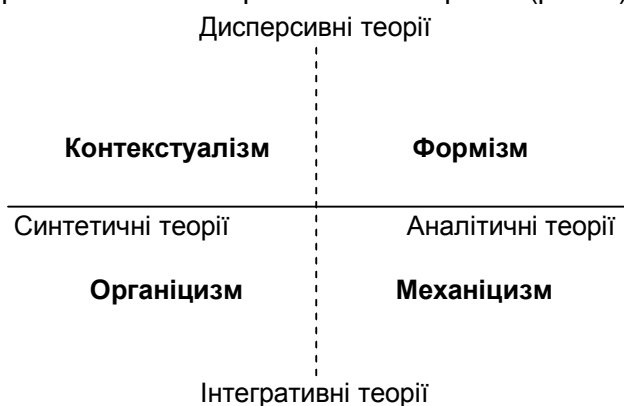 Дисперсивні теорії
Контекстуалізм Формізм
Синтетичні теорії Аналітичні теорії
Органіцизм Механіцизм
Інтегративні теорії